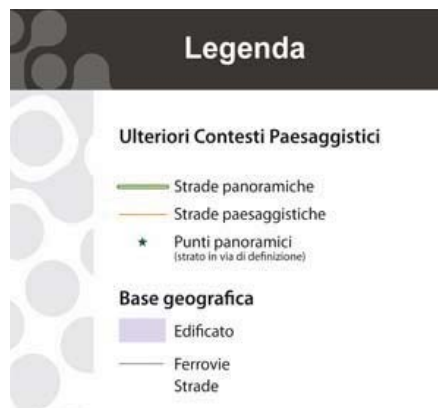 Legenda
Ulteriori Contesti Paesaggistici
Strade panoramiche
Strade paesaggistiche
Punti panoramici
(strato in via di definizione)
Base geografica
Edificato
Ferrovie
Strade